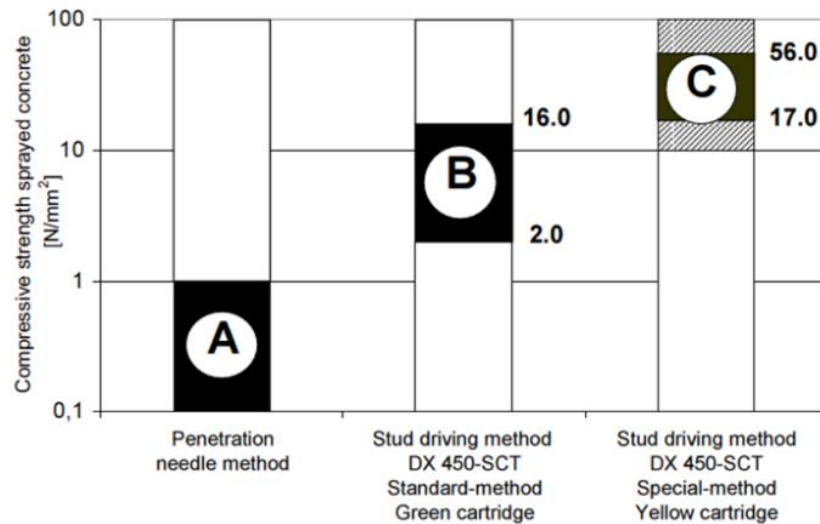 Compressive strength sprayed concrete
[N/mm²]
100
10
1
0,1
A
B
C
16.0
2.0
56.0
17.0
Penetration
needle method
Stud driving method
DX 450-SCT
Standard-method
Green cartridge
Stud driving method
DX 450-SCT
Special-method
Yellow cartridge